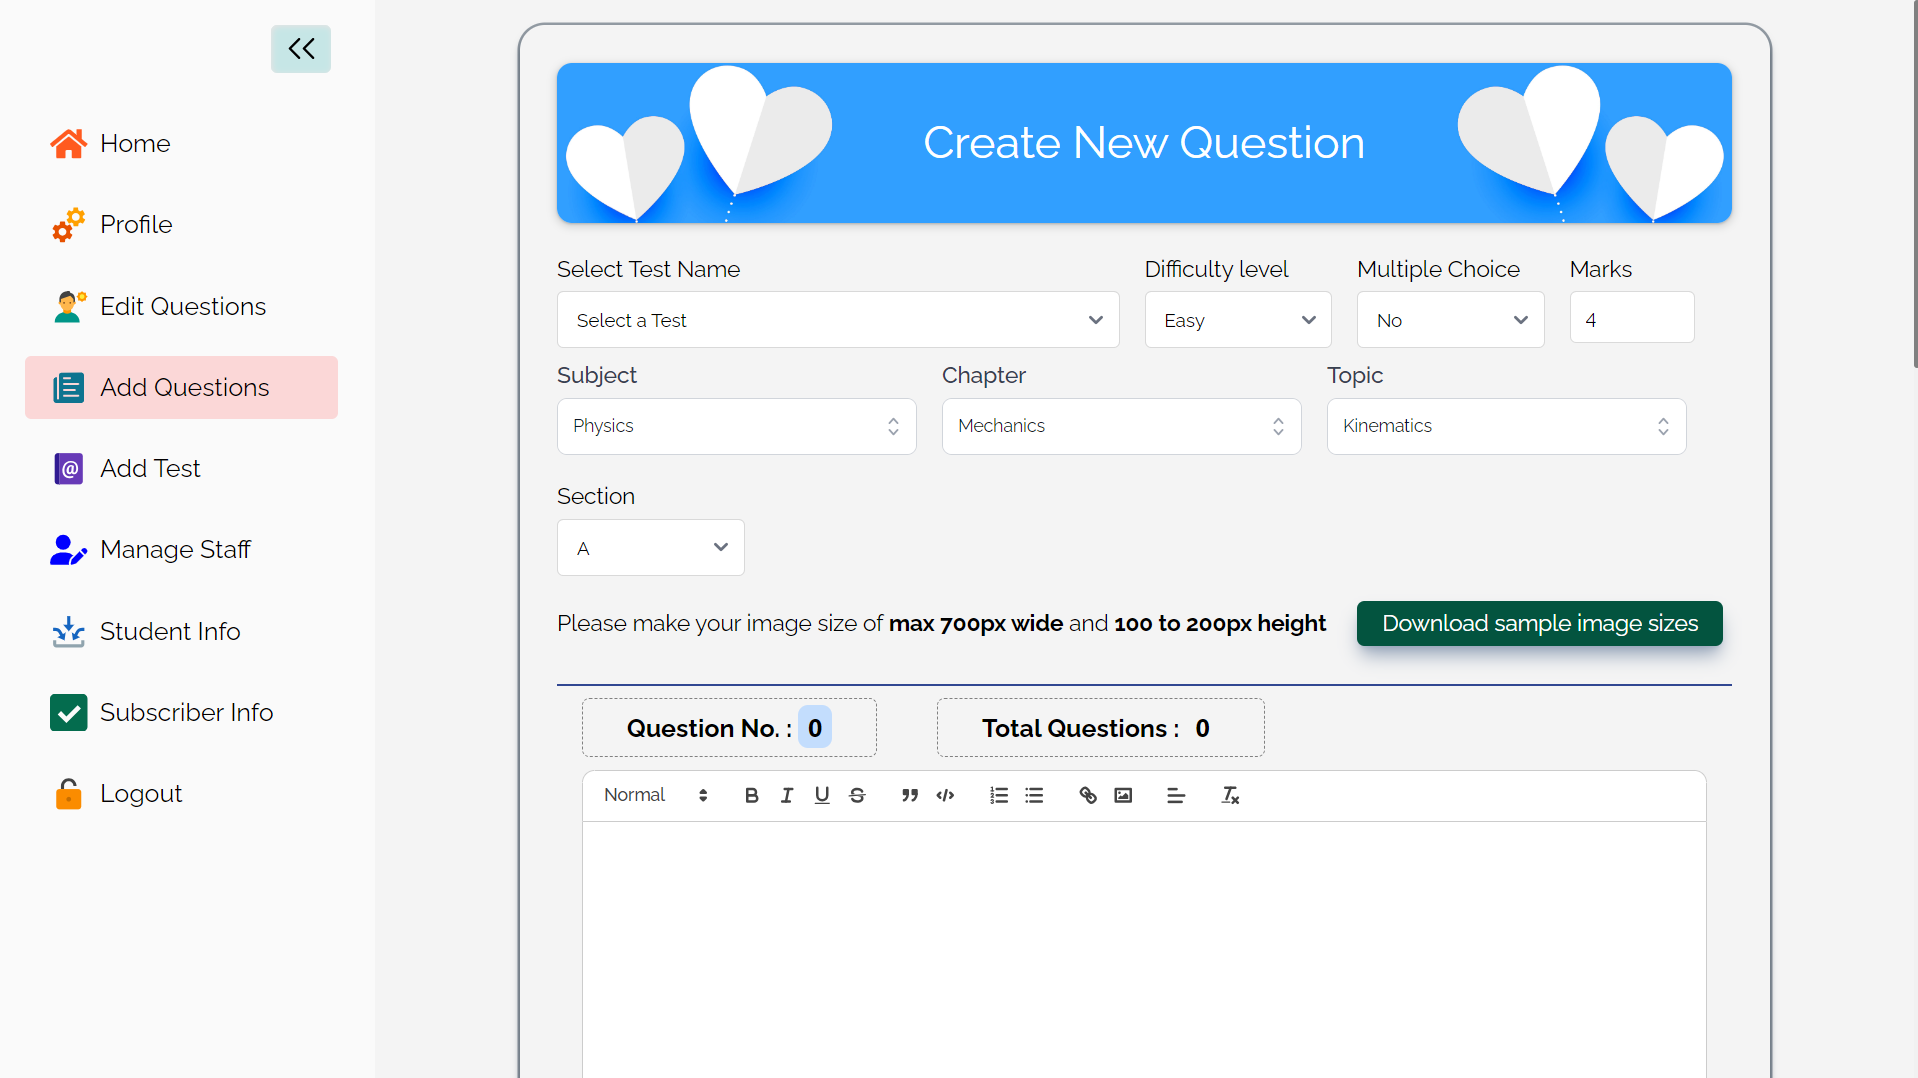 Home
Profile
Edit Questions
Add Questions
Add Test
Manage Staff
Student Info
Subscriber Info
Logout
Create New Question
Select Test Name
Difficulty level
Multiple Choice
Marks
Select a Test
Easy
No
4
Subject
Chapter
Topic
Physics
Mechanics
Kinematics
Section
A
Please make your image size of max 700px wide and 100 to 200px height
Download sample image sizes
Question No. : 0
Total Questions : 0
Normal